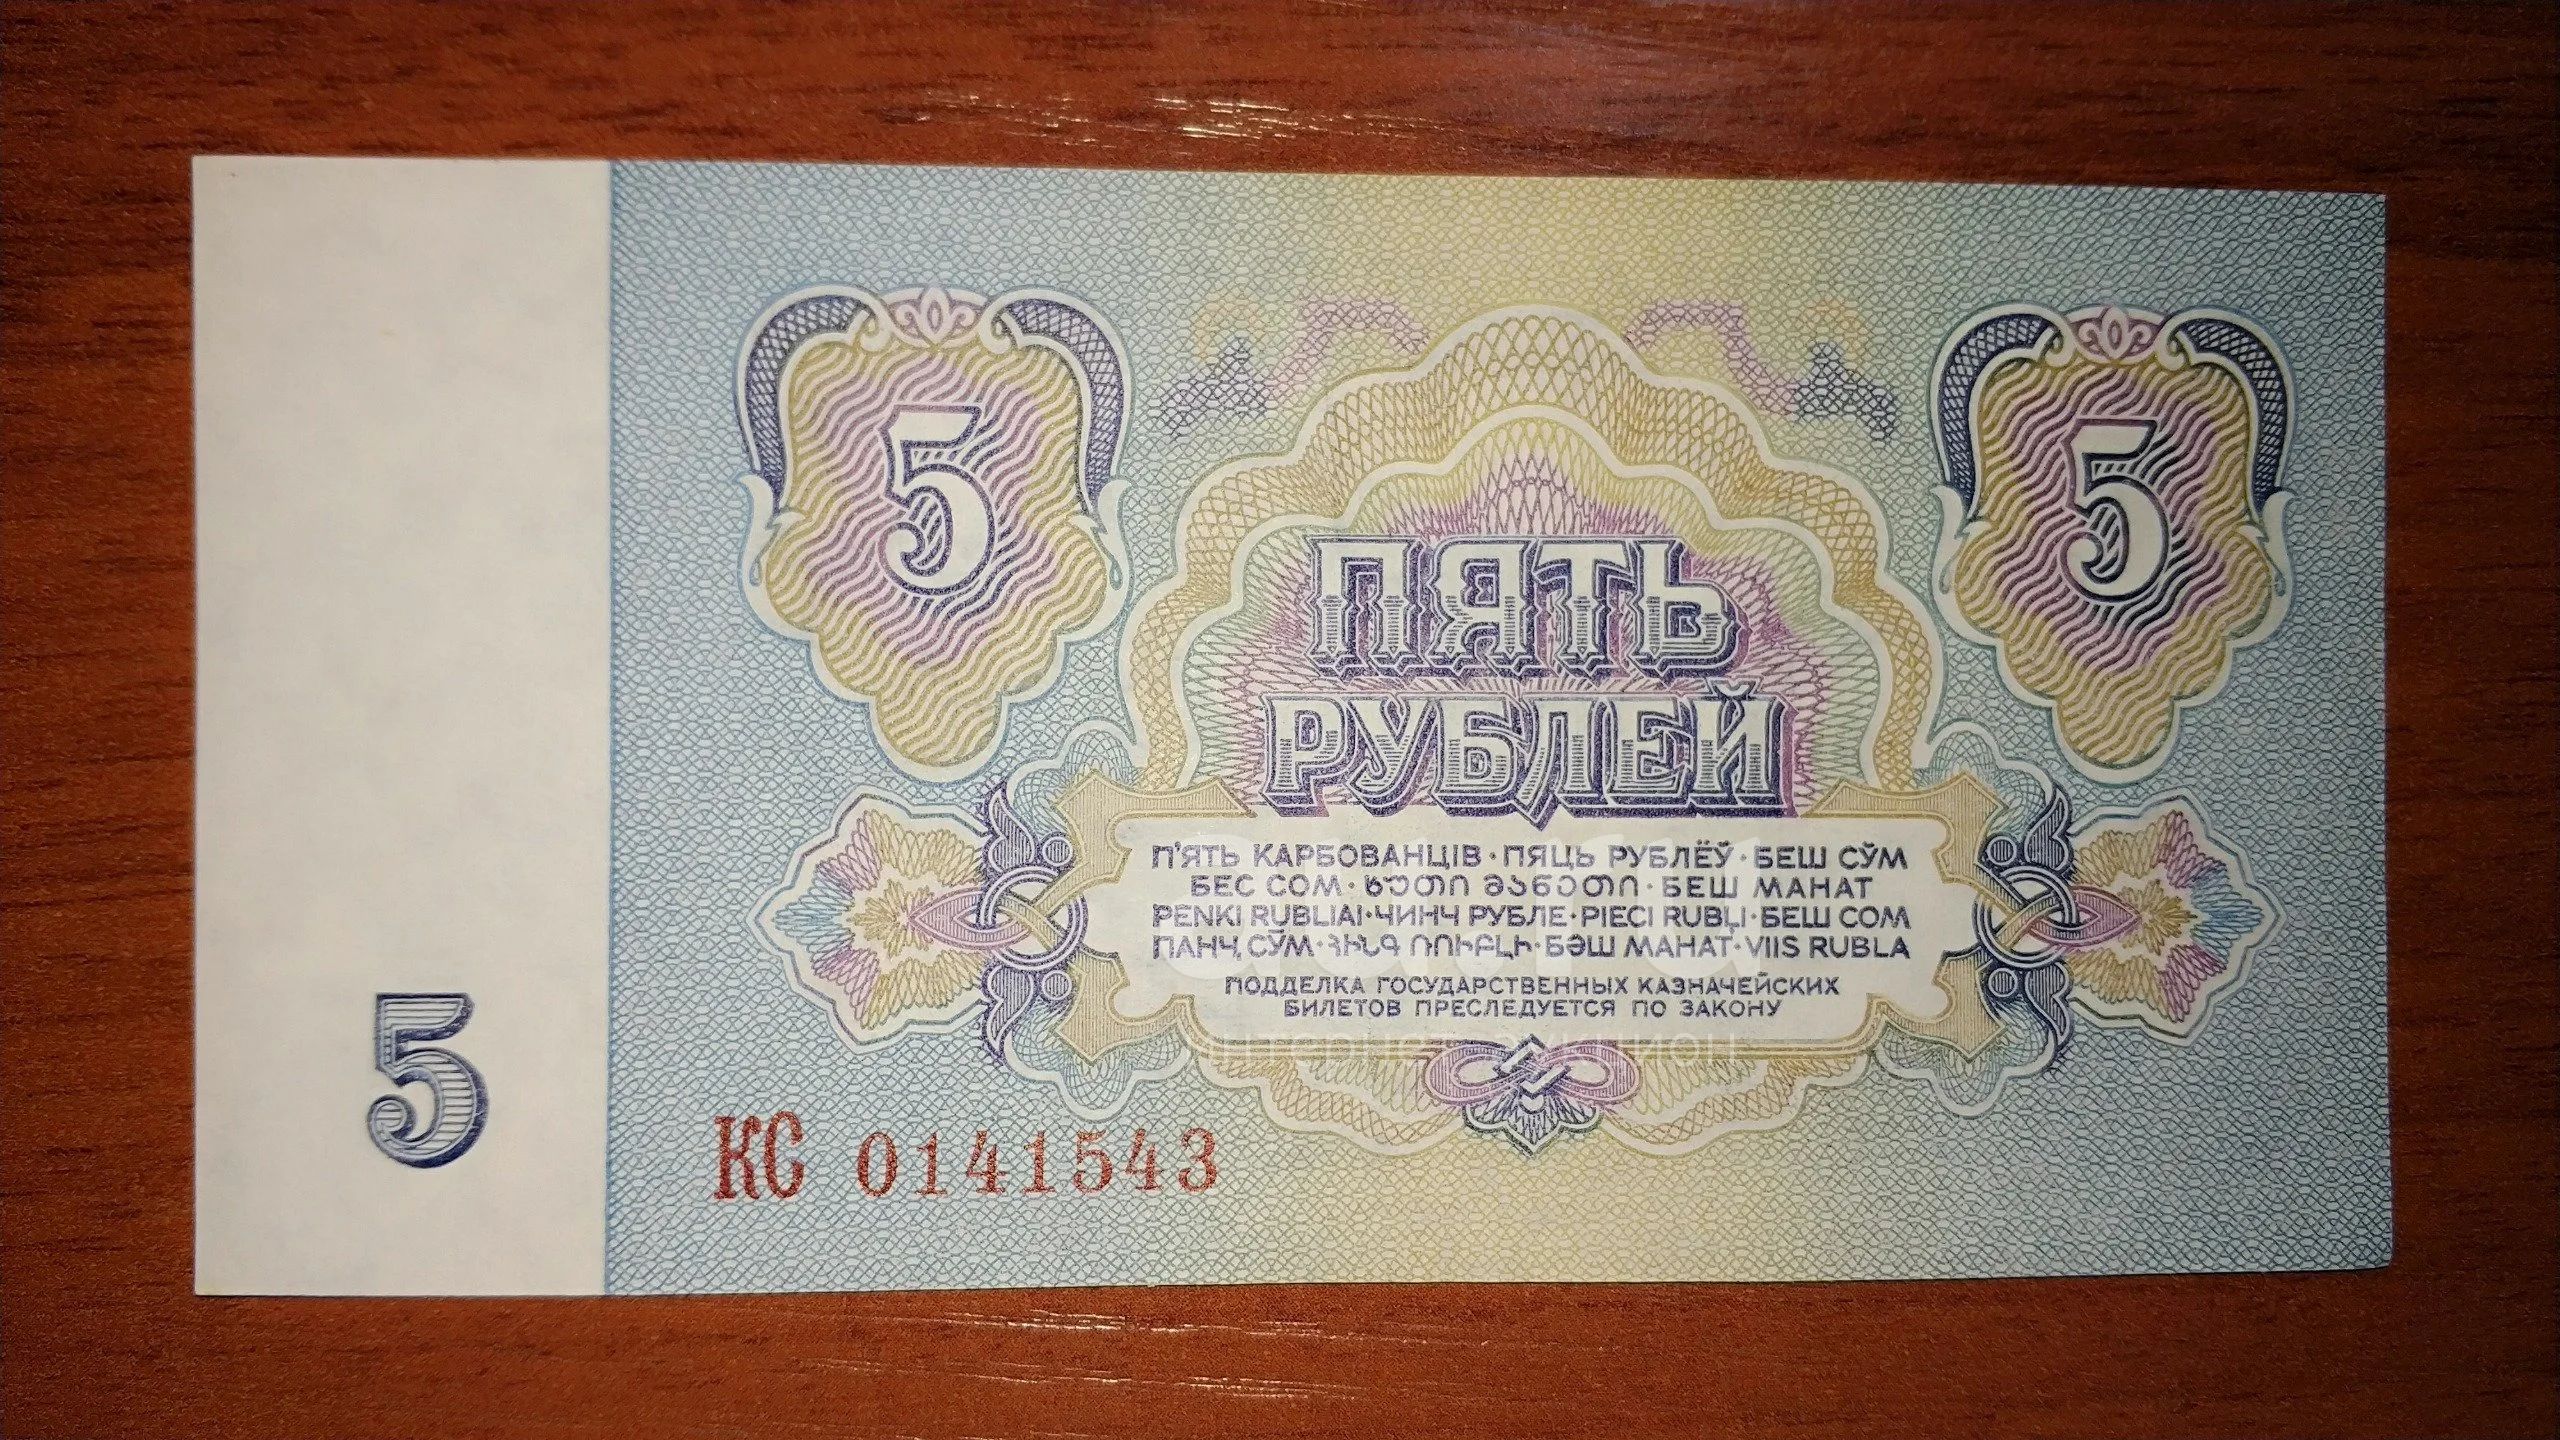 5
5
ПЯТЬ
РУБЛЕЙ
П'ЯТЬ КАРБОВАНЦІВ · ПЯЦЬ РУБЛЁЎ · БЕШ СЎМ
БЕС СОМ · ᲮᲣᲗᲘ ᲛᲐᲜᲔᲗᲘ · БЕШ МАНАТ
PENKI RUBLIAI · ЧИНЧ РУБЛЕ · PIECI RUBĻI · БЕШ СОМ
ПАНҶ СӮМ · ՀԻՆԳ ՌՈՒԲԼԻ · БӘШ МАНАТ · VIIS RUBLA
ПОДДЕЛКА ГОСУДАРСТВЕННЫХ КАЗНАЧЕЙСКИХ
БИЛЕТОВ ПРЕСЛЕДУЕТСЯ ПО ЗАКОНУ
5
КС 0141543